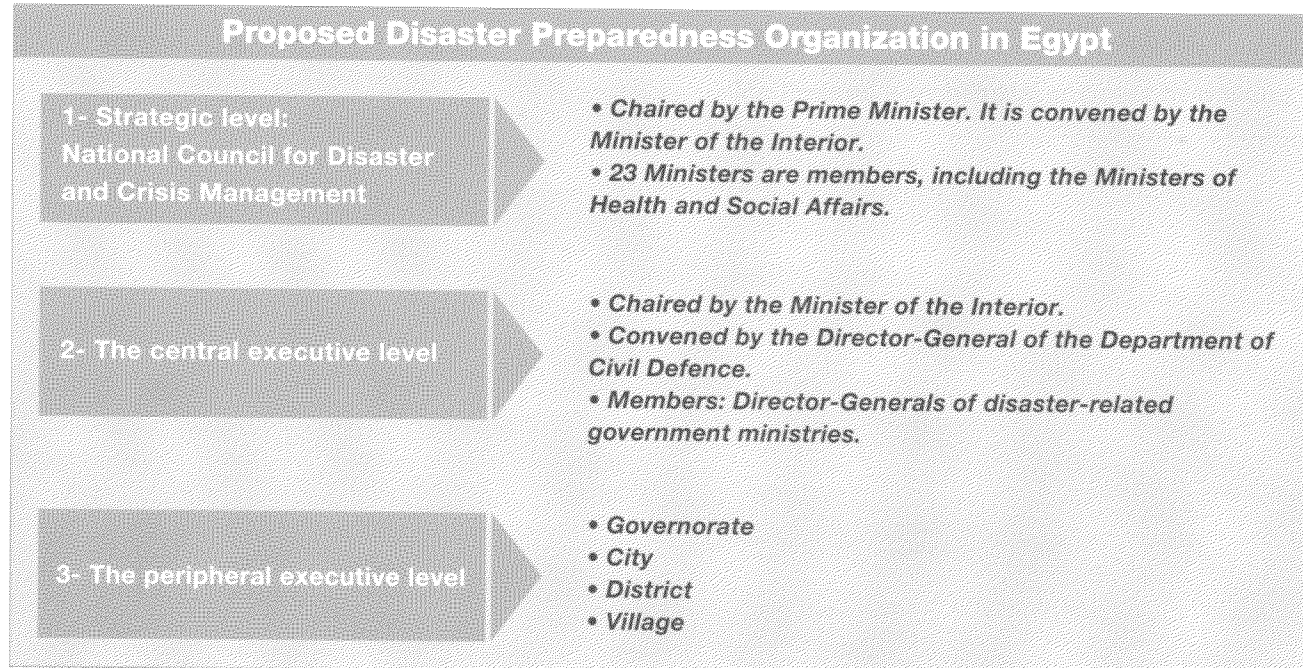 Proposed Disaster Preparedness Organization in Egypt
1- Strategic level:
National Council for Disaster
and Crisis Management
• Chaired by the Prime Minister. It is convened by the
Minister of the Interior.
• 23 Ministers are members, including the Ministers of
Health and Social Affairs.
2- The central executive level
• Chaired by the Minister of the Interior.
• Convened by the Director-General of the Department of
Civil Defence.
• Members: Director-Generals of disaster-related
government ministries.
3- The peripheral executive level
• Governorate
• City
• District
• Village